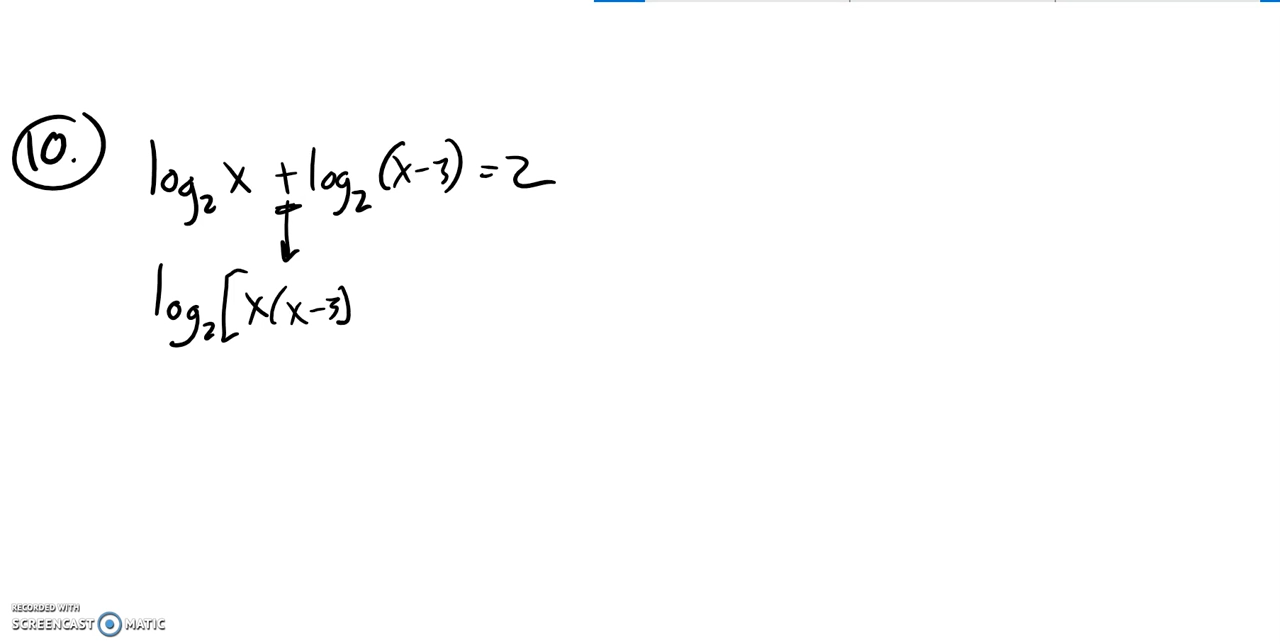 10. log₂ x + log₂ (x-3) = 2
log₂[x(x-3)
RECORDED WITH
SCREENCAST MATIC